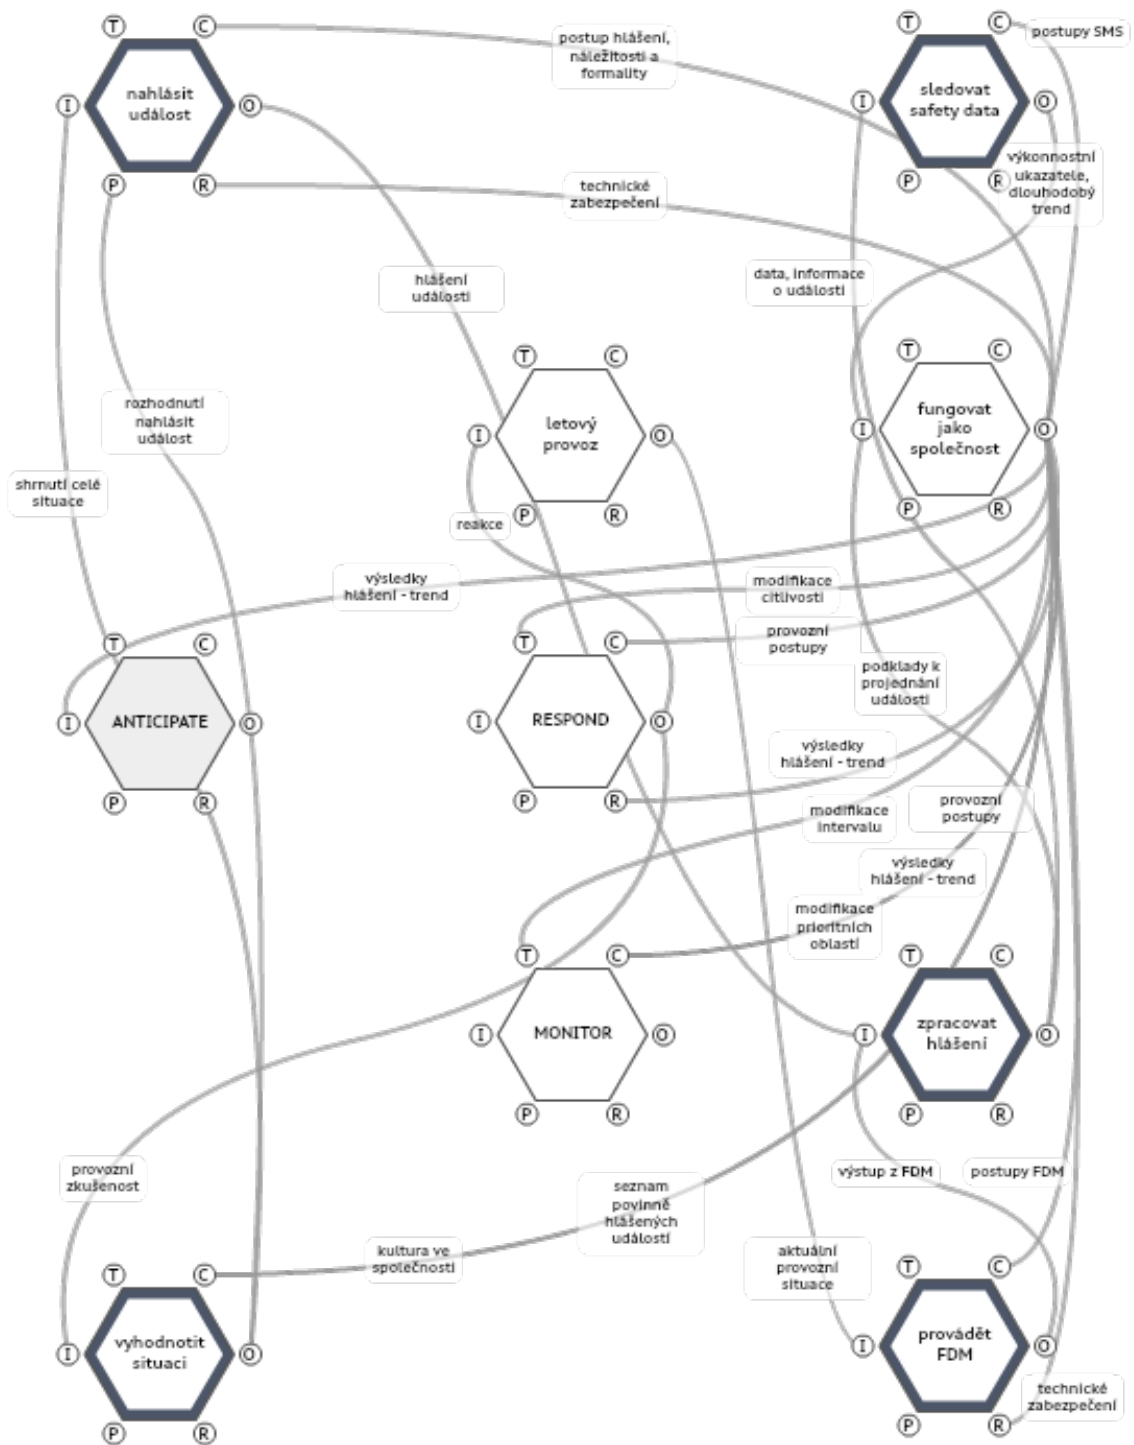 T
C
nahlásit
událost
I
O
P
R
postup hlášení,
náležitosti a
formality
T
C
postupy SMS
sledovat
safety data
I
O
P
R
výkonnostní
ukazatele,
dlouhodobý
trend
technické
zabezpečení
hlášení
události
data, informace
o události
T
C
letový
provoz
I
O
P
R
T
C
fungovat
jako
společnost
I
O
P
R
rozhodnutí
nahlásit
událost
shrnutí celé
situace
reakce
výsledky
hlášení - trend
modifikace
citlivosti
provozní
postupy
podklady k
projednání
události
T
C
ANTICIPATE
I
O
P
R
T
C
RESPOND
I
O
P
R
výsledky
hlášení - trend
modifikace
intervalu
provozní
postupy
výsledky
hlášení - trend
modifikace
prieritních
oblastí
T
C
MONITOR
I
O
P
R
T
C
zpracovat
hlášení
I
O
P
R
provozní
zkušenost
výstup z FDM
postupy FDM
seznam
povinně
hlášených
událostí
kultura ve
společnosti
aktuální
provozní
situace
T
C
vyhodnotit
situaci
I
O
P
R
T
C
provádět
FDM
I
O
P
R
technické
zabezpečení